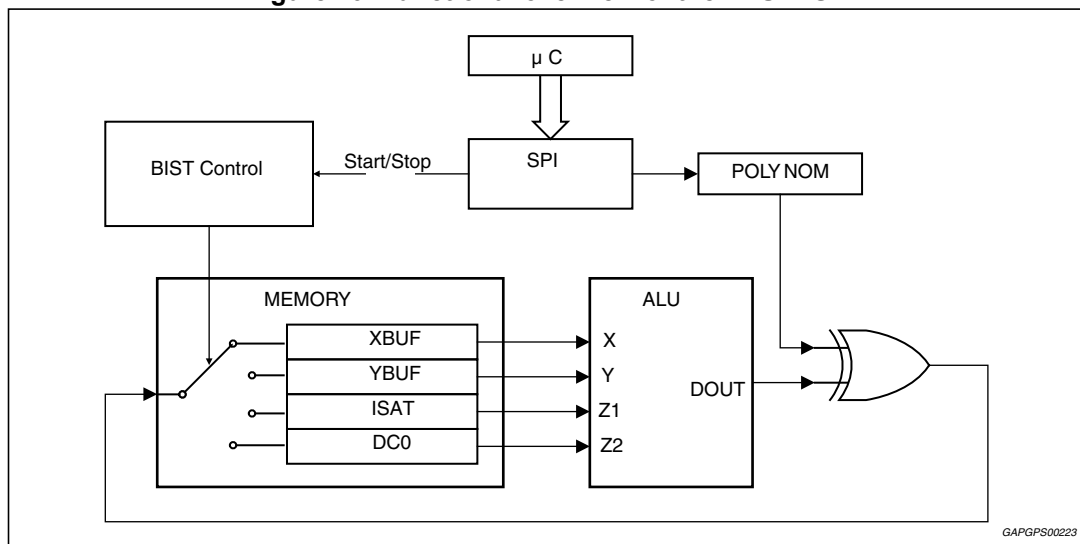 µ C
BIST Control
Start/Stop
SPI
POLY NOM
MEMORY
ALU
XBUF
X
YBUF
Y
DOUT
ISAT
Z1
DC0
Z2
GAPGPS00223